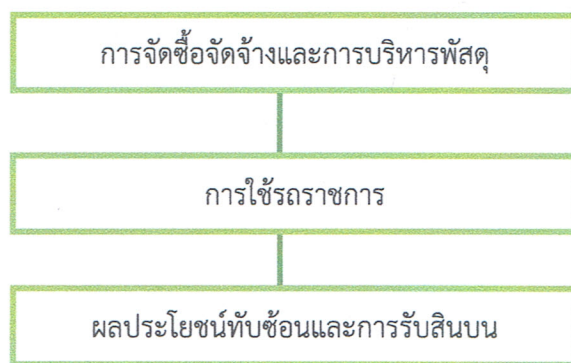 การจัดซื้อจัดจ้างและการบริหารพัสดุ
การใช้รถราชการ
ผลประโยชน์ทับซ้อนและการรับสินบน